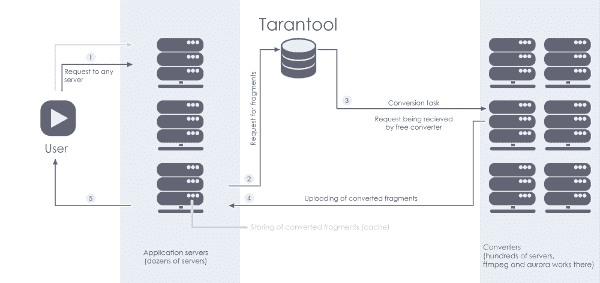 Tarantool
1
Request to any
server
User
5
Request for fragments
2
3
Conversion task
Request being recieved
by free converter
4
Uploading of converted fragments
Storing of converted fragments (cache)
Application servers
(dozens of servers)
Converters
(hundreds of servers,
ffmpeg and aurora works there)